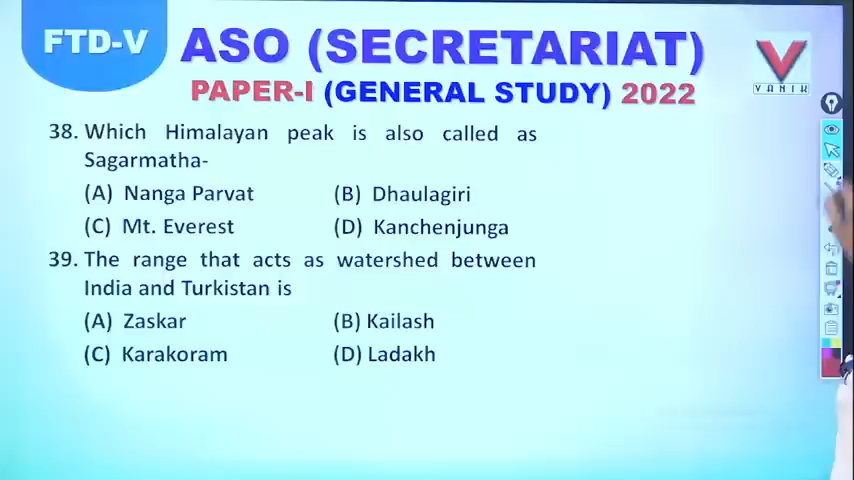 FTD-V
ASO (SECRETARIAT)
PAPER-I (GENERAL STUDY) 2022
VANIK
38. Which Himalayan peak is also called as
Sagarmatha-
(A) Nanga Parvat (B) Dhaulagiri
(C) Mt. Everest (D) Kanchenjunga
39. The range that acts as watershed between
India and Turkistan is
(A) Zaskar (B) Kailash
(C) Karakoram (D) Ladakh